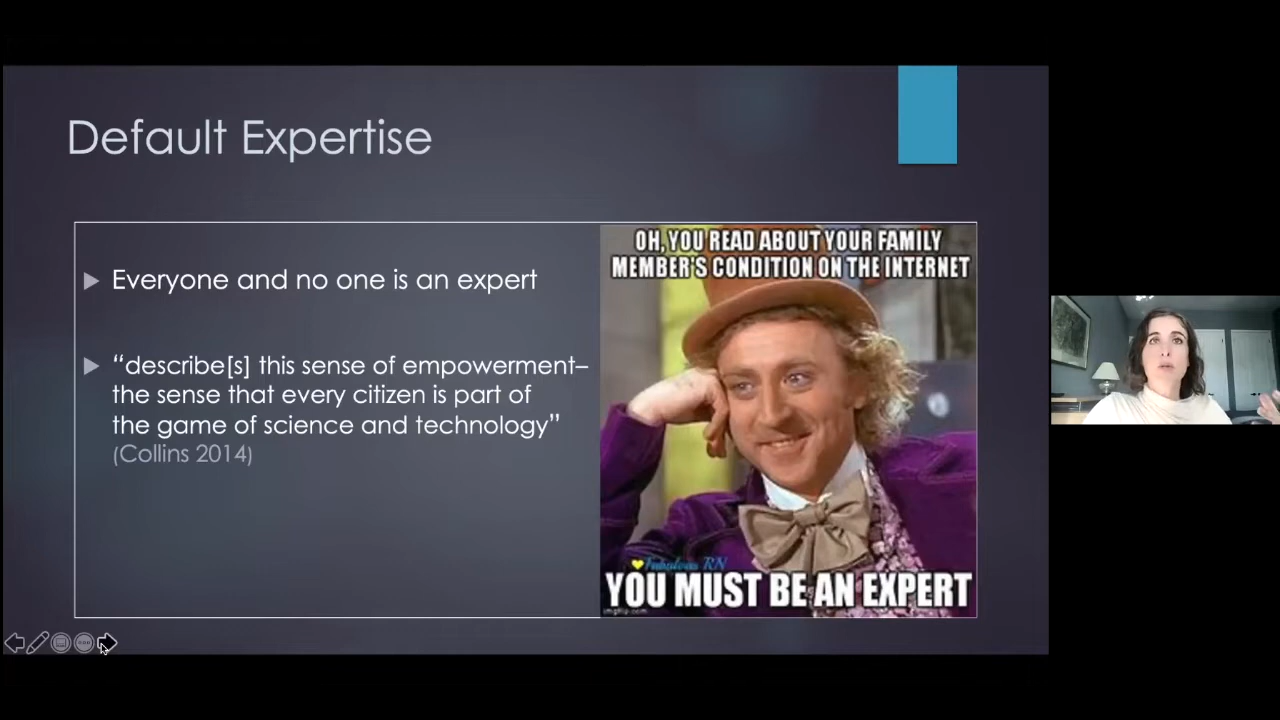 Default Expertise
Everyone and no one is an expert
“describe[s] this sense of empowerment–
the sense that every citizen is part of
the game of science and technology”
(Collins 2014)
OH, YOU READ ABOUT YOUR FAMILY
MEMBER'S CONDITION ON THE INTERNET
Fabulous RN
YOU MUST BE AN EXPERT
imgflip.com